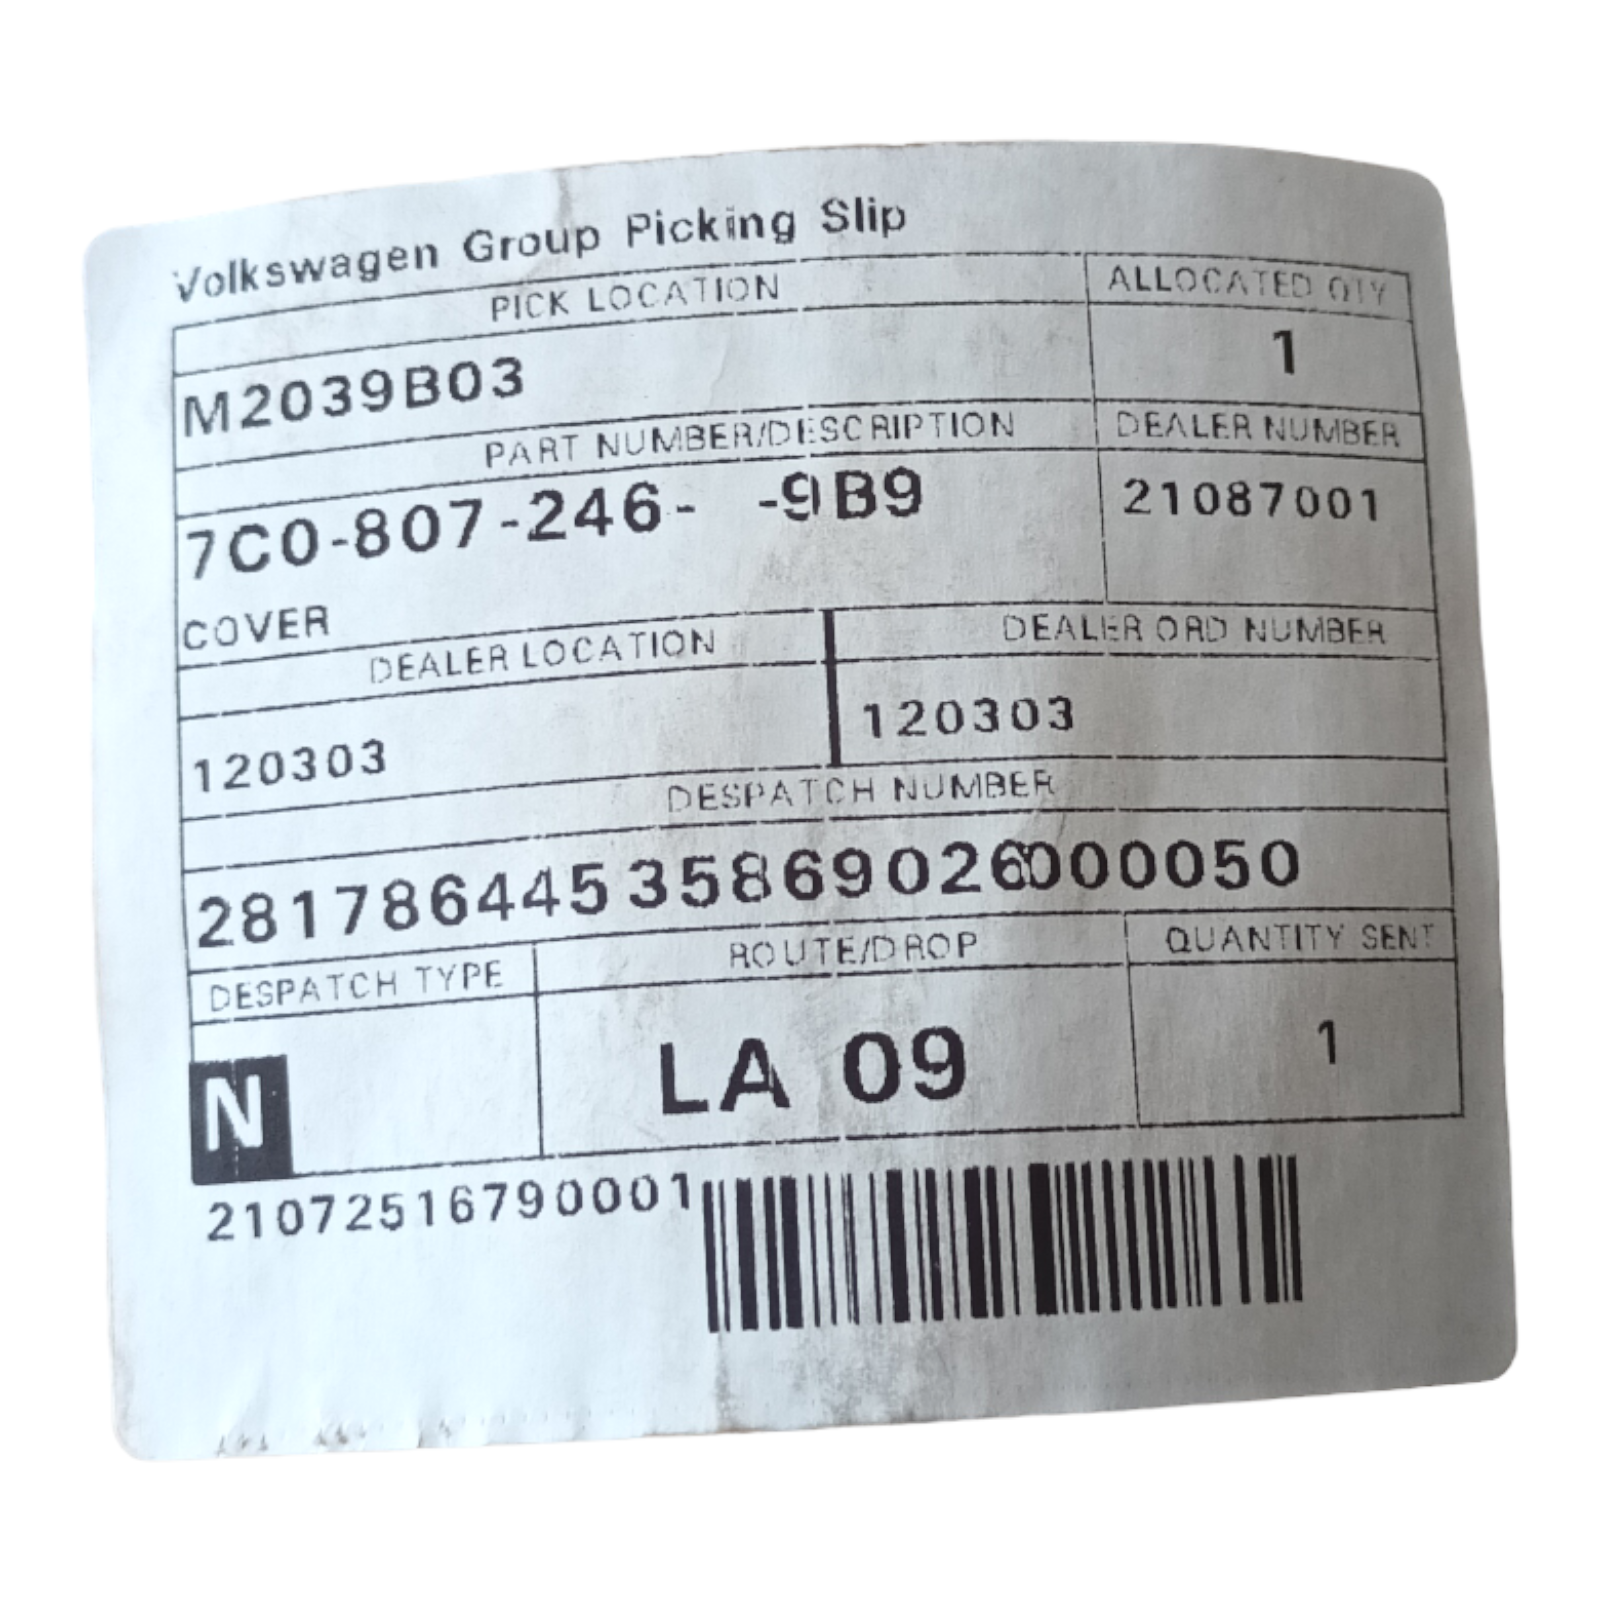 Volkswagen Group Picking Slip
PICK LOCATION ALLOCATED QTY
M2039B03 1
PART NUMBER/DESCRIPTION DEALER NUMBER
7C0-807-246- -9B9 21087001
COVER
DEALER LOCATION DEALER ORD NUMBER
120303 120303
DESPATCH NUMBER
28178644535869026000050
DESPATCH TYPE ROUTE/DROP QUANTITY SENT
N LA 09 1
21072516790001